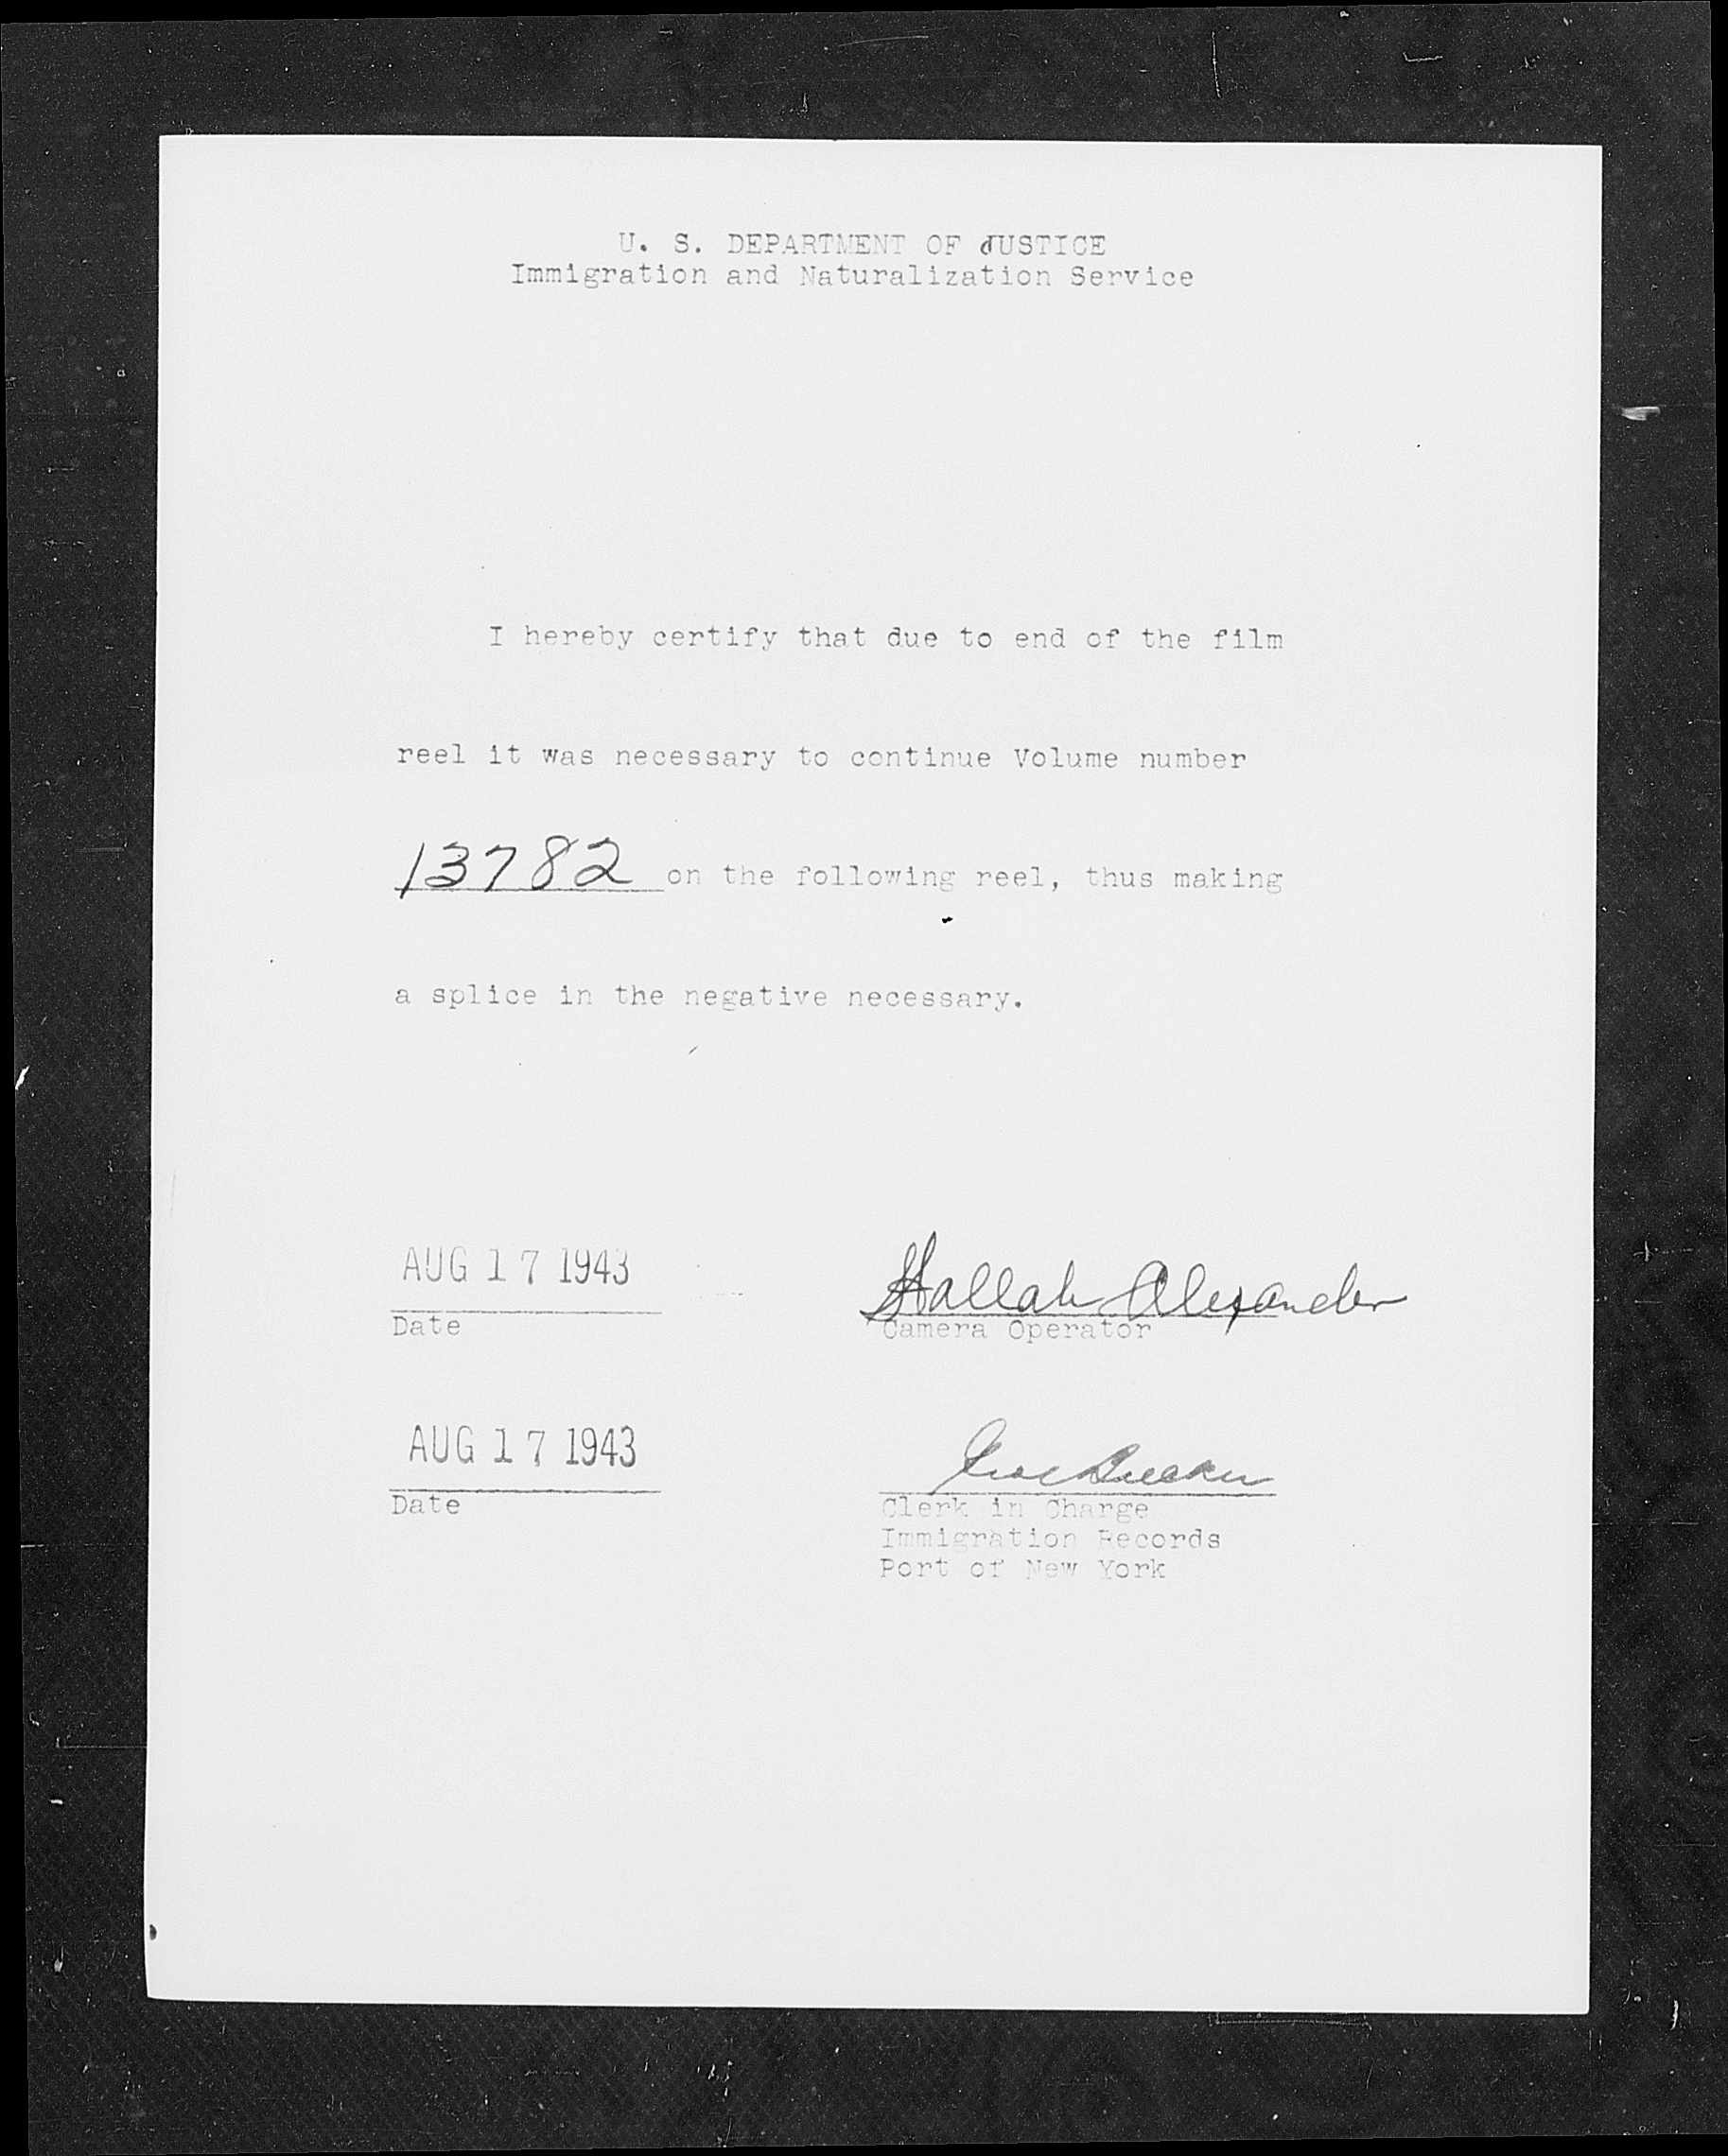 U. S. DEPARTMENT OF JUSTICE
Immigration and Naturalization Service
I hereby certify that due to end of the film
reel it was necessary to continue Volume number
13782 on the following reel, thus making
a splice in the negative necessary.
AUG 17 1943
Date
Alexander
Camera Operator
AUG 17 1943
Date
Clerk in Charge
Immigration Records
Port of New York